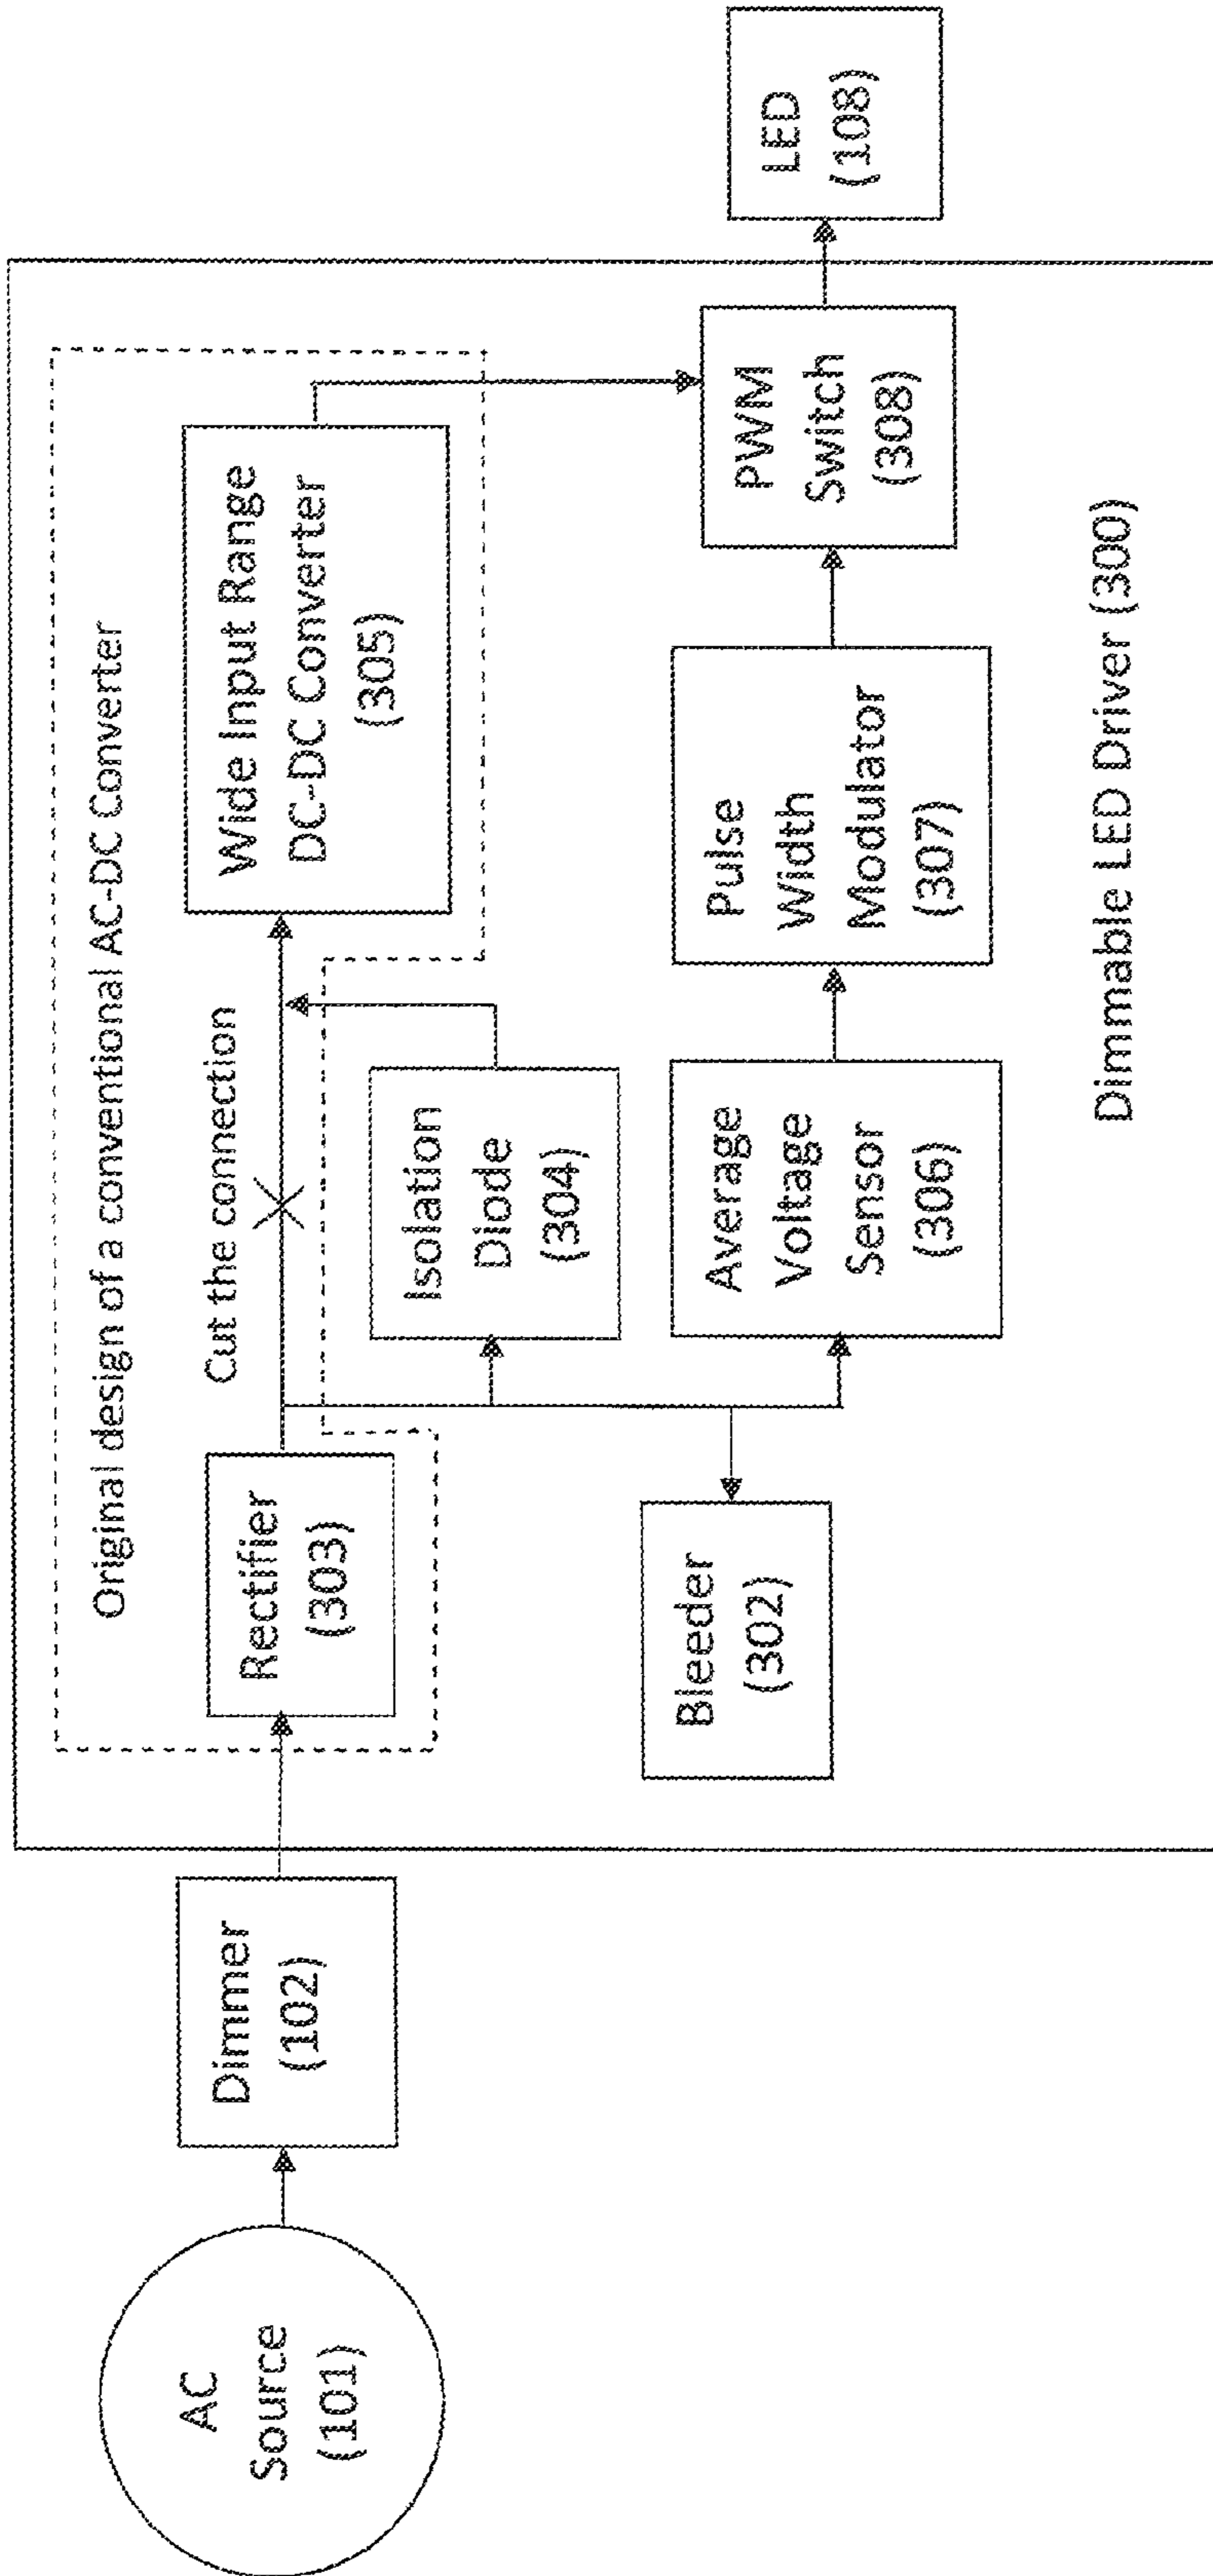 Original design of a conventional AC-DC Converter
Cut the connection
AC
Source
(101)
Dimmer
(102)
Rectifier
(303)
Wide Input Range
DC-DC Converter
(305)
Isolation
Diode
(304)
Bleeder
(302)
Average
Voltage
Sensor
(306)
Pulse
Width
Modulator
(307)
PWM
Switch
(308)
LED
(108)
Dimmable LED Driver (300)